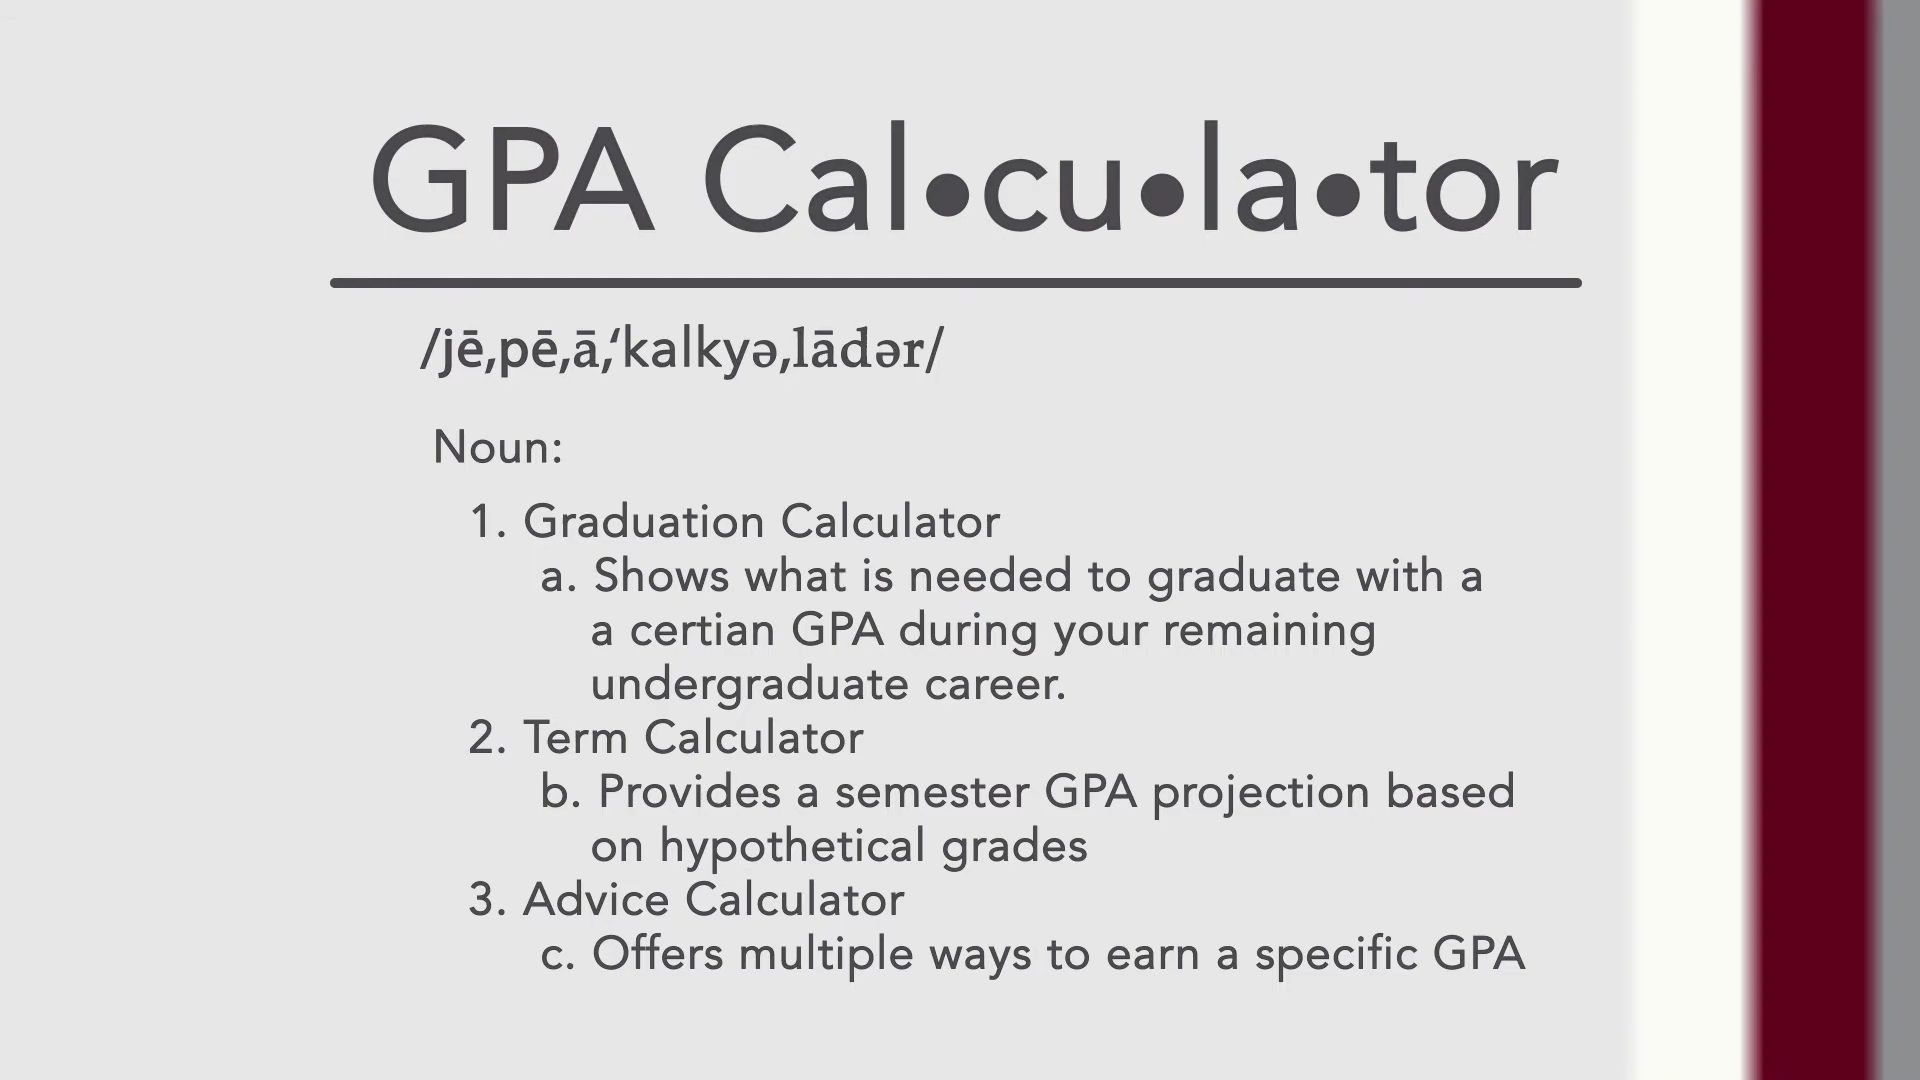 GPA Cal•cu•la•tor
/jē,pē,ā,‘kalkyə,lādər/
Noun:
1. Graduation Calculator
a. Shows what is needed to graduate with a
a certian GPA during your remaining
undergraduate career.
2. Term Calculator
b. Provides a semester GPA projection based
on hypothetical grades
3. Advice Calculator
c. Offers multiple ways to earn a specific GPA